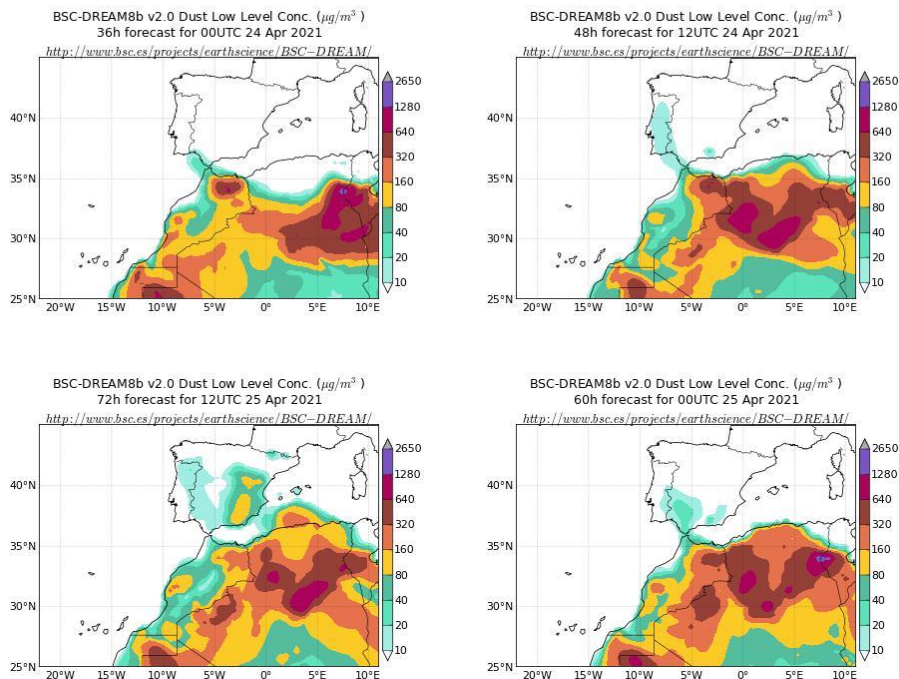 BSC-DREAM8b v2.0 Dust Low Level Conc. (μg/m³ )
36h forecast for 00UTC 24 Apr 2021
http://www.bsc.es/projects/earthscience/BSC−DREAM/
40°N
35°N
30°N
25°N
20°W 15°W 10°W 5°W 0°E 5°E 10°E
2650
1280
640
320
160
80
40
20
10
BSC-DREAM8b v2.0 Dust Low Level Conc. (μg/m³ )
48h forecast for 12UTC 24 Apr 2021
http://www.bsc.es/projects/earthscience/BSC−DREAM/
40°N
35°N
30°N
25°N
20°W 15°W 10°W 5°W 0°E 5°E 10°E
2650
1280
640
320
160
80
40
20
10
BSC-DREAM8b v2.0 Dust Low Level Conc. (μg/m³ )
72h forecast for 12UTC 25 Apr 2021
http://www.bsc.es/projects/earthscience/BSC−DREAM/
40°N
35°N
30°N
25°N
20°W 15°W 10°W 5°W 0°E 5°E 10°E
2650
1280
640
320
160
80
40
20
10
BSC-DREAM8b v2.0 Dust Low Level Conc. (μg/m³ )
60h forecast for 00UTC 25 Apr 2021
http://www.bsc.es/projects/earthscience/BSC−DREAM/
40°N
35°N
30°N
25°N
20°W 15°W 10°W 5°W 0°E 5°E 10°E
2650
1280
640
320
160
80
40
20
10